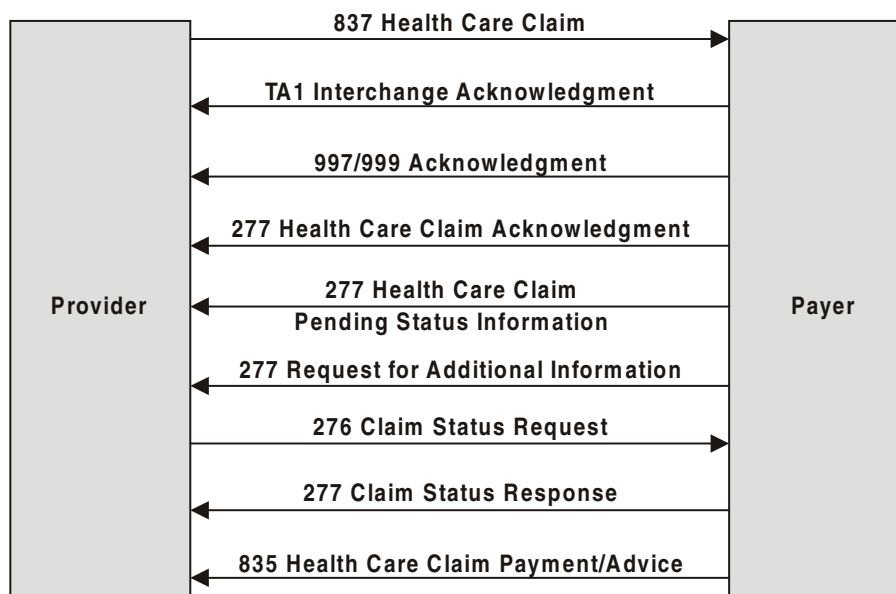 837 Health Care Claim
TA1 Interchange Acknowledgment
997/999 Acknowledgment
277 Health Care Claim Acknowledgment
277 Health Care Claim
Pending Status Information
Provider
Payer
277 Request for Additional Information
276 Claim Status Request
277 Claim Status Response
835 Health Care Claim Payment/Advice